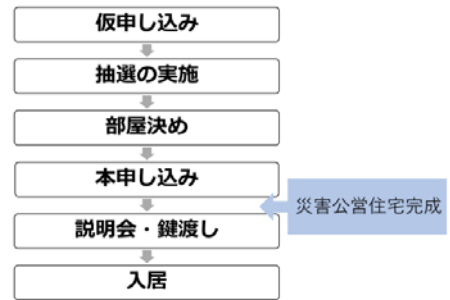 仮申し込み
抽選の実施
部屋決め
本申し込み
災害公営住宅完成
説明会・鍵渡し
入居